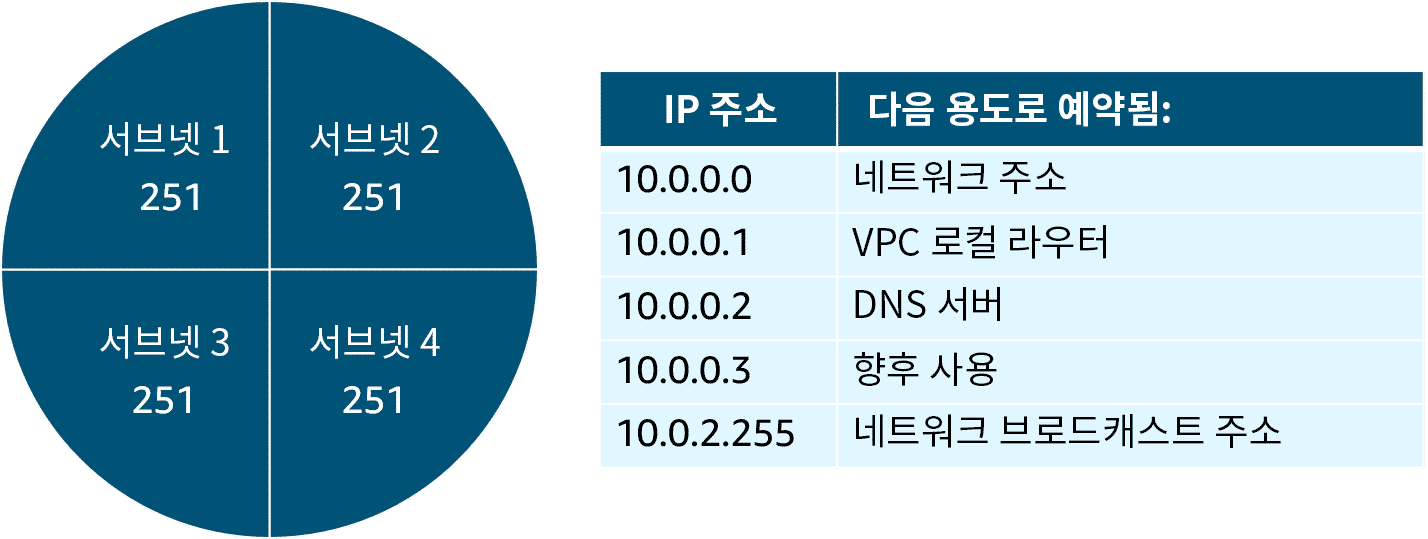 서브넷 1
251
서브넷 2
251
서브넷 3
251
서브넷 4
251
IP 주소 다음 용도로 예약됨:
10.0.0.0 네트워크 주소
10.0.0.1 VPC 로컬 라우터
10.0.0.2 DNS 서버
10.0.0.3 향후 사용
10.0.2.255 네트워크 브로드캐스트 주소